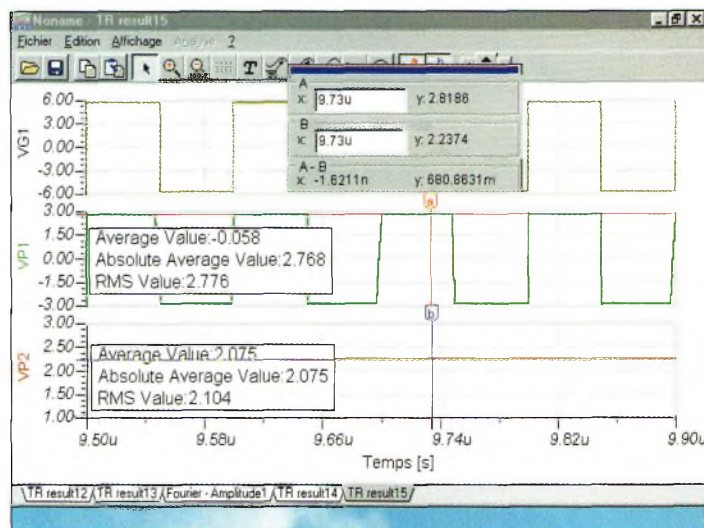 Noname - TR result15
Fichier Edition Affichage Analyse ?
100%
T
A
x: 9.73u y: 2.8186
B
x: 9.73u y: 2.2374
A - B
x: -1.6211n y: 680.8631m
VG1
6.00
3.00
0.00
-3.00
-6.00
a
VP1
3.00
1.50
0.00
-1.50
-3.00
Average Value:-0.058
Absolute Average Value:2.768
RMS Value:2.776
b
VP2
3.00
2.50
2.00
1.50
1.00
Average Value:2.075
Absolute Average Value:2.075
RMS Value:2.104
9.50u 9.58u 9.66u 9.74u 9.82u 9.90u
Temps [s]
TR result12 TR result13 Fourier - Amplitude1 TR result14 TR result15